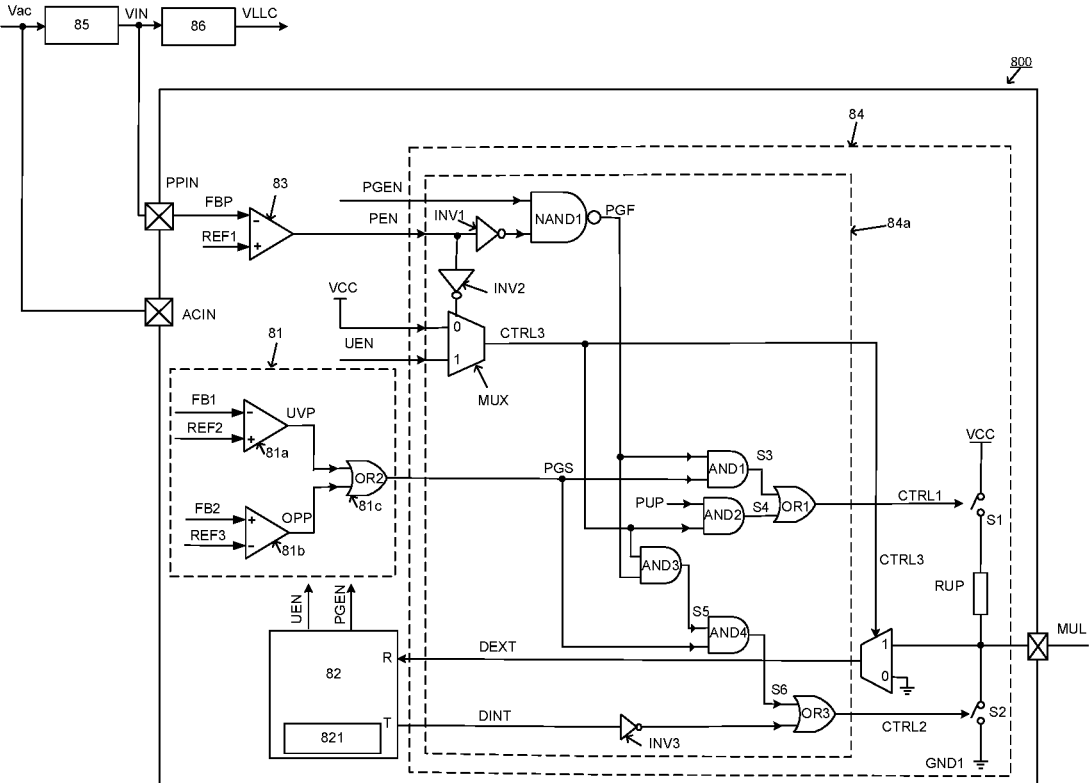 Vac
85
VIN
86
VLLC
800
84
PPIN
FBP
83
REF1
PGEN
PEN
INV1
NAND1
PGF
84a
INV2
VCC
ACIN
0
CTRL3
UEN
1
MUX
81
FB1
UVP
REF2
81a
OR2
81c
FB2
OPP
REF3
81b
PGS
AND1
S3
PUP
AND2
S4
OR1
CTRL1
VCC
S1
AND3
CTRL3
RUP
S5
AND4
MUL
UEN
PGEN
R
DEXT
1
0
82
821
T
DINT
INV3
S6
OR3
CTRL2
S2
GND1